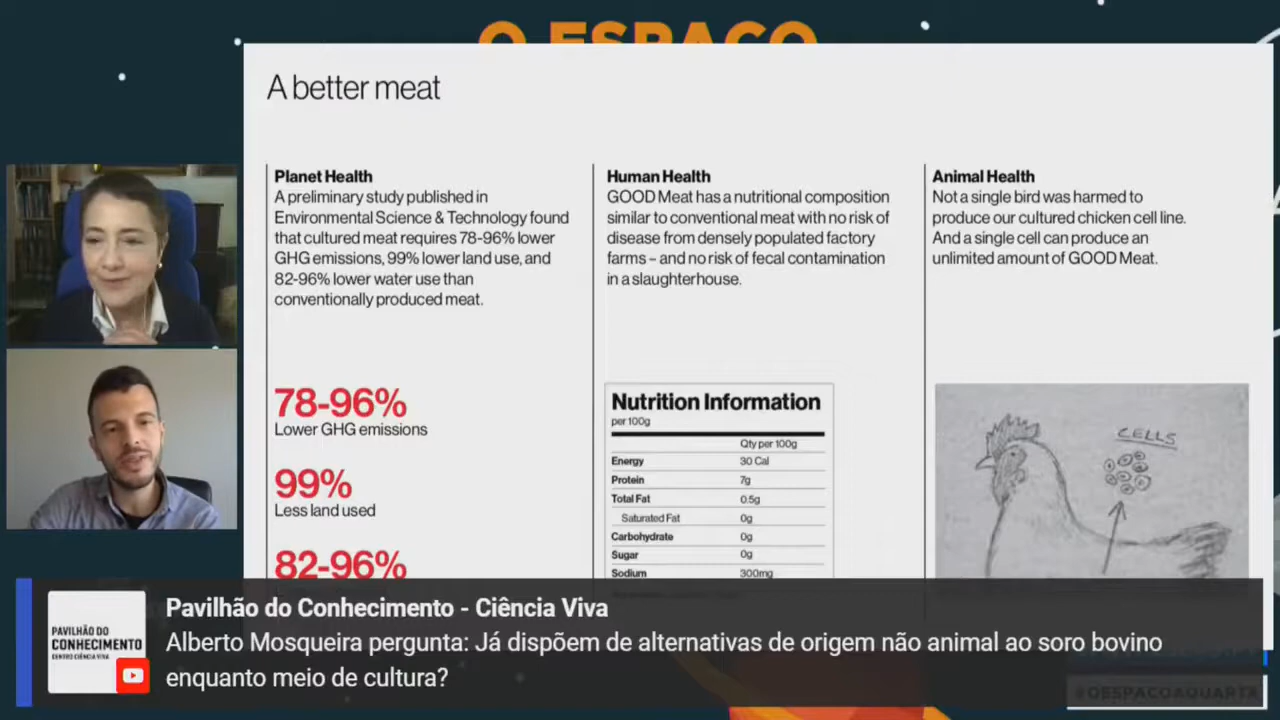 O ESPAÇO
A better meat
Planet Health
A preliminary study published in
Environmental Science & Technology found
that cultured meat requires 78-96% lower
GHG emissions, 99% lower land use, and
82-96% lower water use than
conventionally produced meat.
78-96%
Lower GHG emissions
99%
Less land used
82-96%
Human Health
GOOD Meat has a nutritional composition
similar to conventional meat with no risk of
disease from densely populated factory
farms – and no risk of fecal contamination
in a slaughterhouse.
Nutrition Information
per 100g
Qty per 100g
Energy 30 Cal
Protein 7g
Total Fat 0.5g
Saturated Fat 0g
Carbohydrate 0g
Sugar 0g
Sodium 300mg
Animal Health
Not a single bird was harmed to
produce our cultured chicken cell line.
And a single cell can produce an
unlimited amount of GOOD Meat.
CELLS
PAVILHÃO DO
CONHECIMENTO
CENTRO CIÊNCIA VIVA
Pavilhão do Conhecimento - Ciência Viva
Alberto Mosqueira pergunta: Já dispõem de alternativas de origem não animal ao soro bovino
enquanto meio de cultura?
@OESPACOAQUARTA